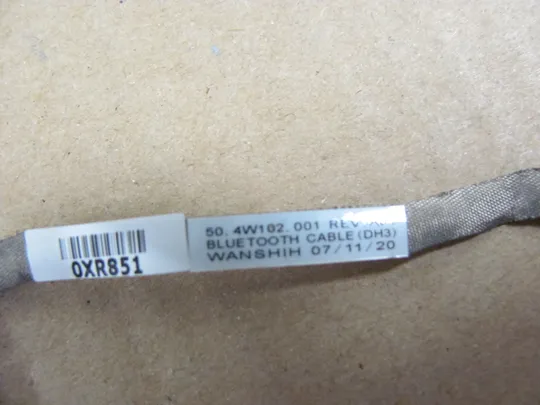 0XR851
50.4W102.001 REV:
BLUETOOTH CABLE(DH3)
WANSHIH 07/11/20